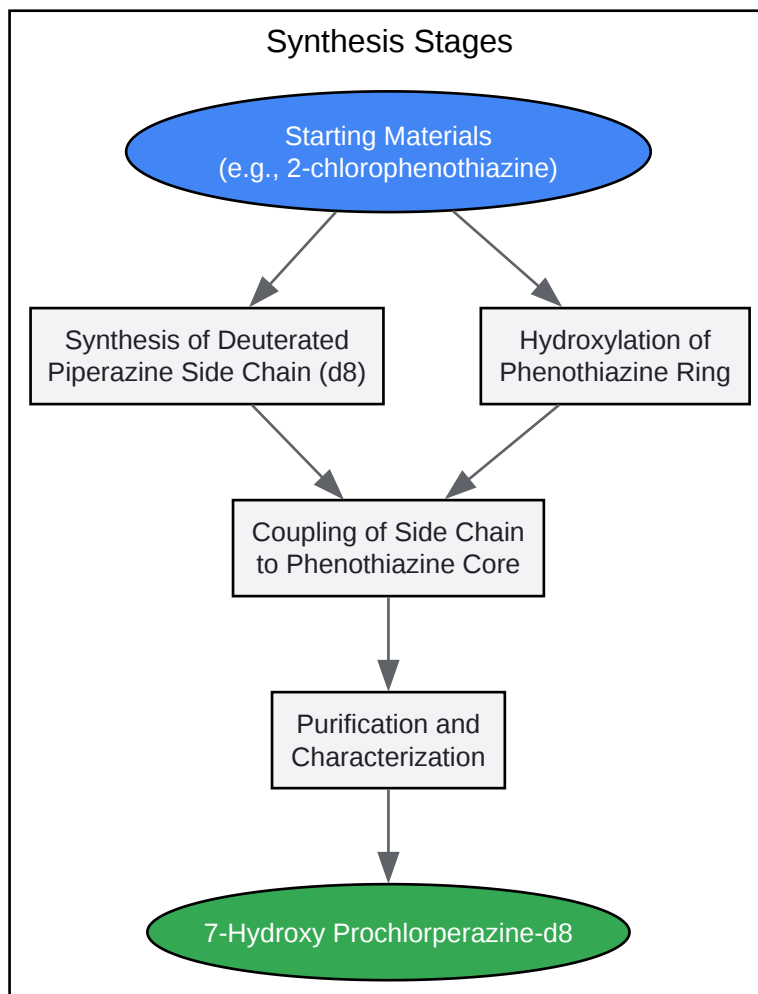 Synthesis Stages
Starting Materials
(e.g., 2-chlorophenothiazine)
Synthesis of Deuterated
Piperazine Side Chain (d8)
Hydroxylation of
Phenothiazine Ring
Coupling of Side Chain
to Phenothiazine Core
Purification and
Characterization
7-Hydroxy Prochlorperazine-d8